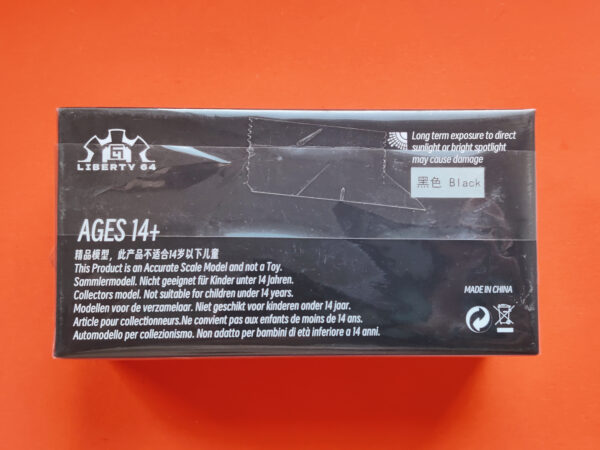 LIBERTY 64
Long term exposure to direct
sunlight or bright spotlight
may cause damage
黑色 Black
AGES 14+
精品模型，此产品不适合14岁以下儿童
This Product is an Accurate Scale Model and not a Toy.
Sammlermodell. Nicht geeignet für Kinder unter 14 Jahren.
Collectors model. Not suitable for children under 14 years.
Modellen voor de verzamelaar. Niet geschikt voor kinderen onder 14 jaar.
Article pour collectionneurs.Ne convient pas aux enfants de moins de 14 ans.
Automodello per collezionismo. Non adatto per bambini di età inferiore a 14 anni.
MADE IN CHINA